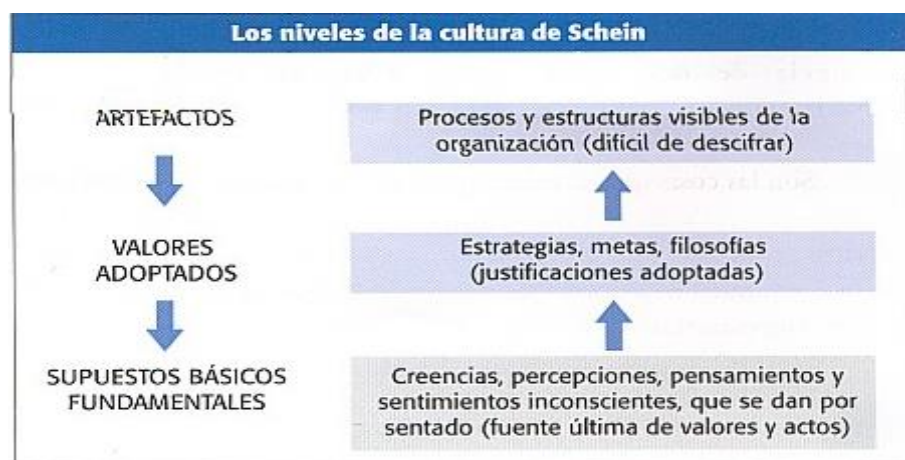 Los niveles de la cultura de Schein
ARTEFACTOS
Procesos y estructuras visibles de la
organización (difícil de descifrar)
VALORES
ADOPTADOS
Estrategias, metas, filosofías
(justificaciones adoptadas)
SUPUESTOS BÁSICOS
FUNDAMENTALES
Creencias, percepciones, pensamientos y
sentimientos inconscientes, que se dan por
sentado (fuente última de valores y actos)